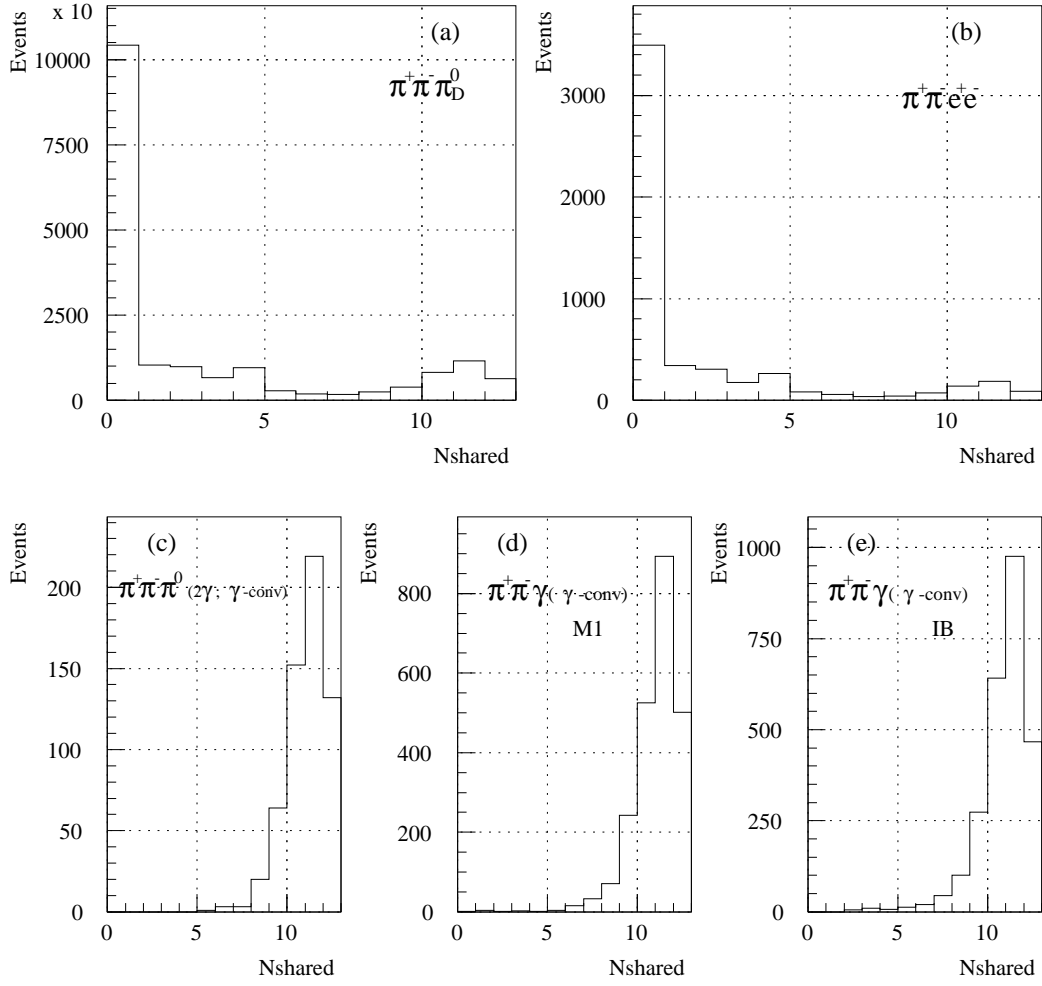 x 10
Events
(a)
π⁺π⁻π⁰_D
10000
7500
5000
2500
0
0 5 10
Nshared
Events
(b)
π⁺π⁻e⁺e⁻
3000
2000
1000
0
0 5 10
Nshared
Events
(c)
π⁺π⁻π⁰ (2γ; γ-conv)
200
150
100
50
0
0 5 10
Nshared
Events
(d)
π⁺π⁻γ( γ-conv)
M1
800
600
400
200
0
0 5 10
Nshared
Events
(e)
π⁺π⁻γ( γ-conv)
IB
1000
750
500
250
0
0 5 10
Nshared